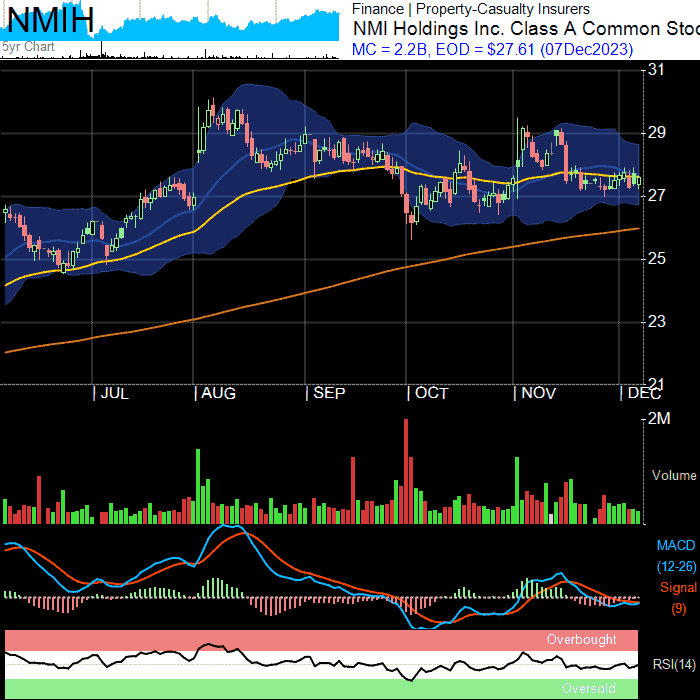 NMIH
5yr Chart
Finance | Property-Casualty Insurers
NMI Holdings Inc. Class A Common Stoc
MC = 2.2B, EOD = $27.61 (07Dec2023)
31
29
27
25
23
21
| JUL | AUG | SEP | OCT | NOV | DEC
2M
Volume
MACD
(12-26)
Signal
(9)
Overbought
RSI(14)
Oversold